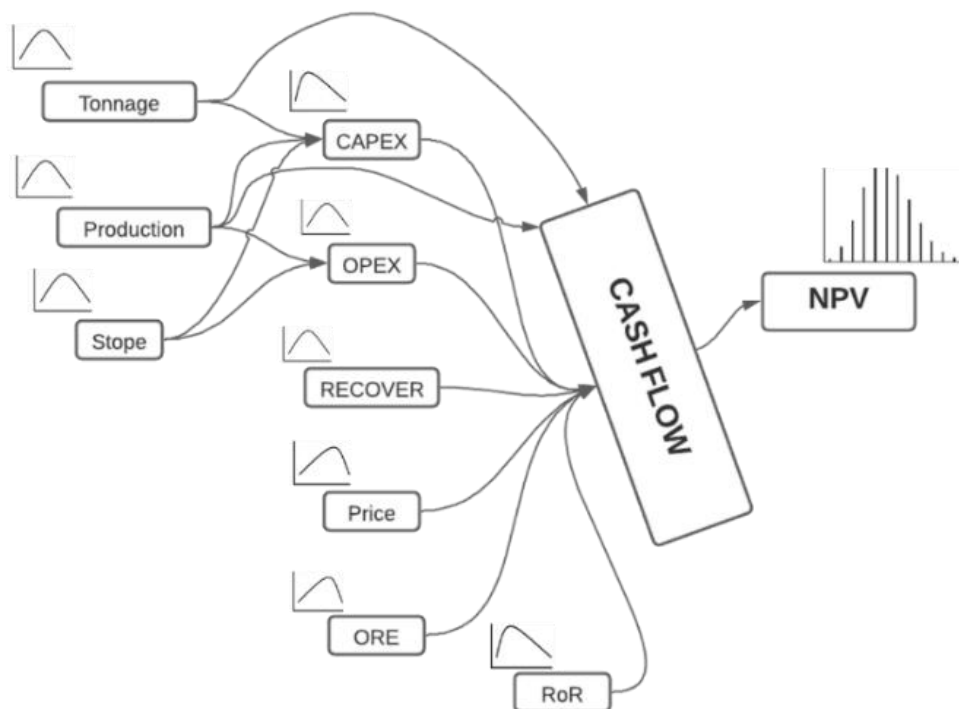 Tonnage
CAPEX
Production
OPEX
Stope
RECOVER
Price
ORE
RoR
CASH FLOW
NPV